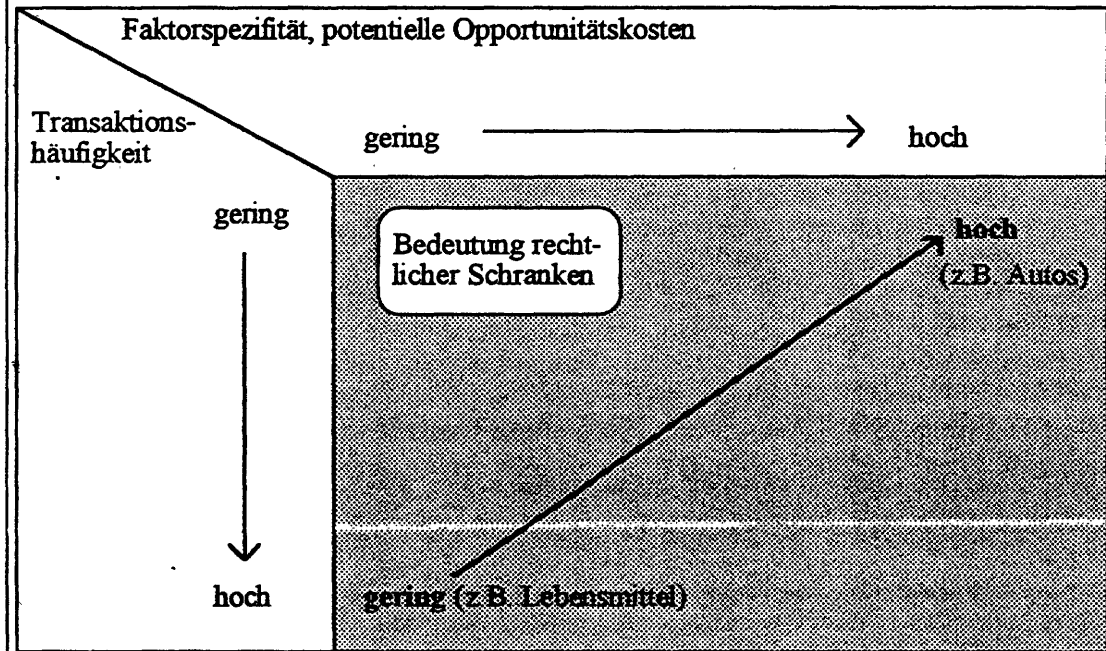 Faktorspezifität, potentielle Opportunitätskosten
Transaktions-
häufigkeit
gering
hoch
gering
Bedeutung recht-
licher Schranken
hoch
(z.B. Autos)
hoch
gering (z.B. Lebensmittel)